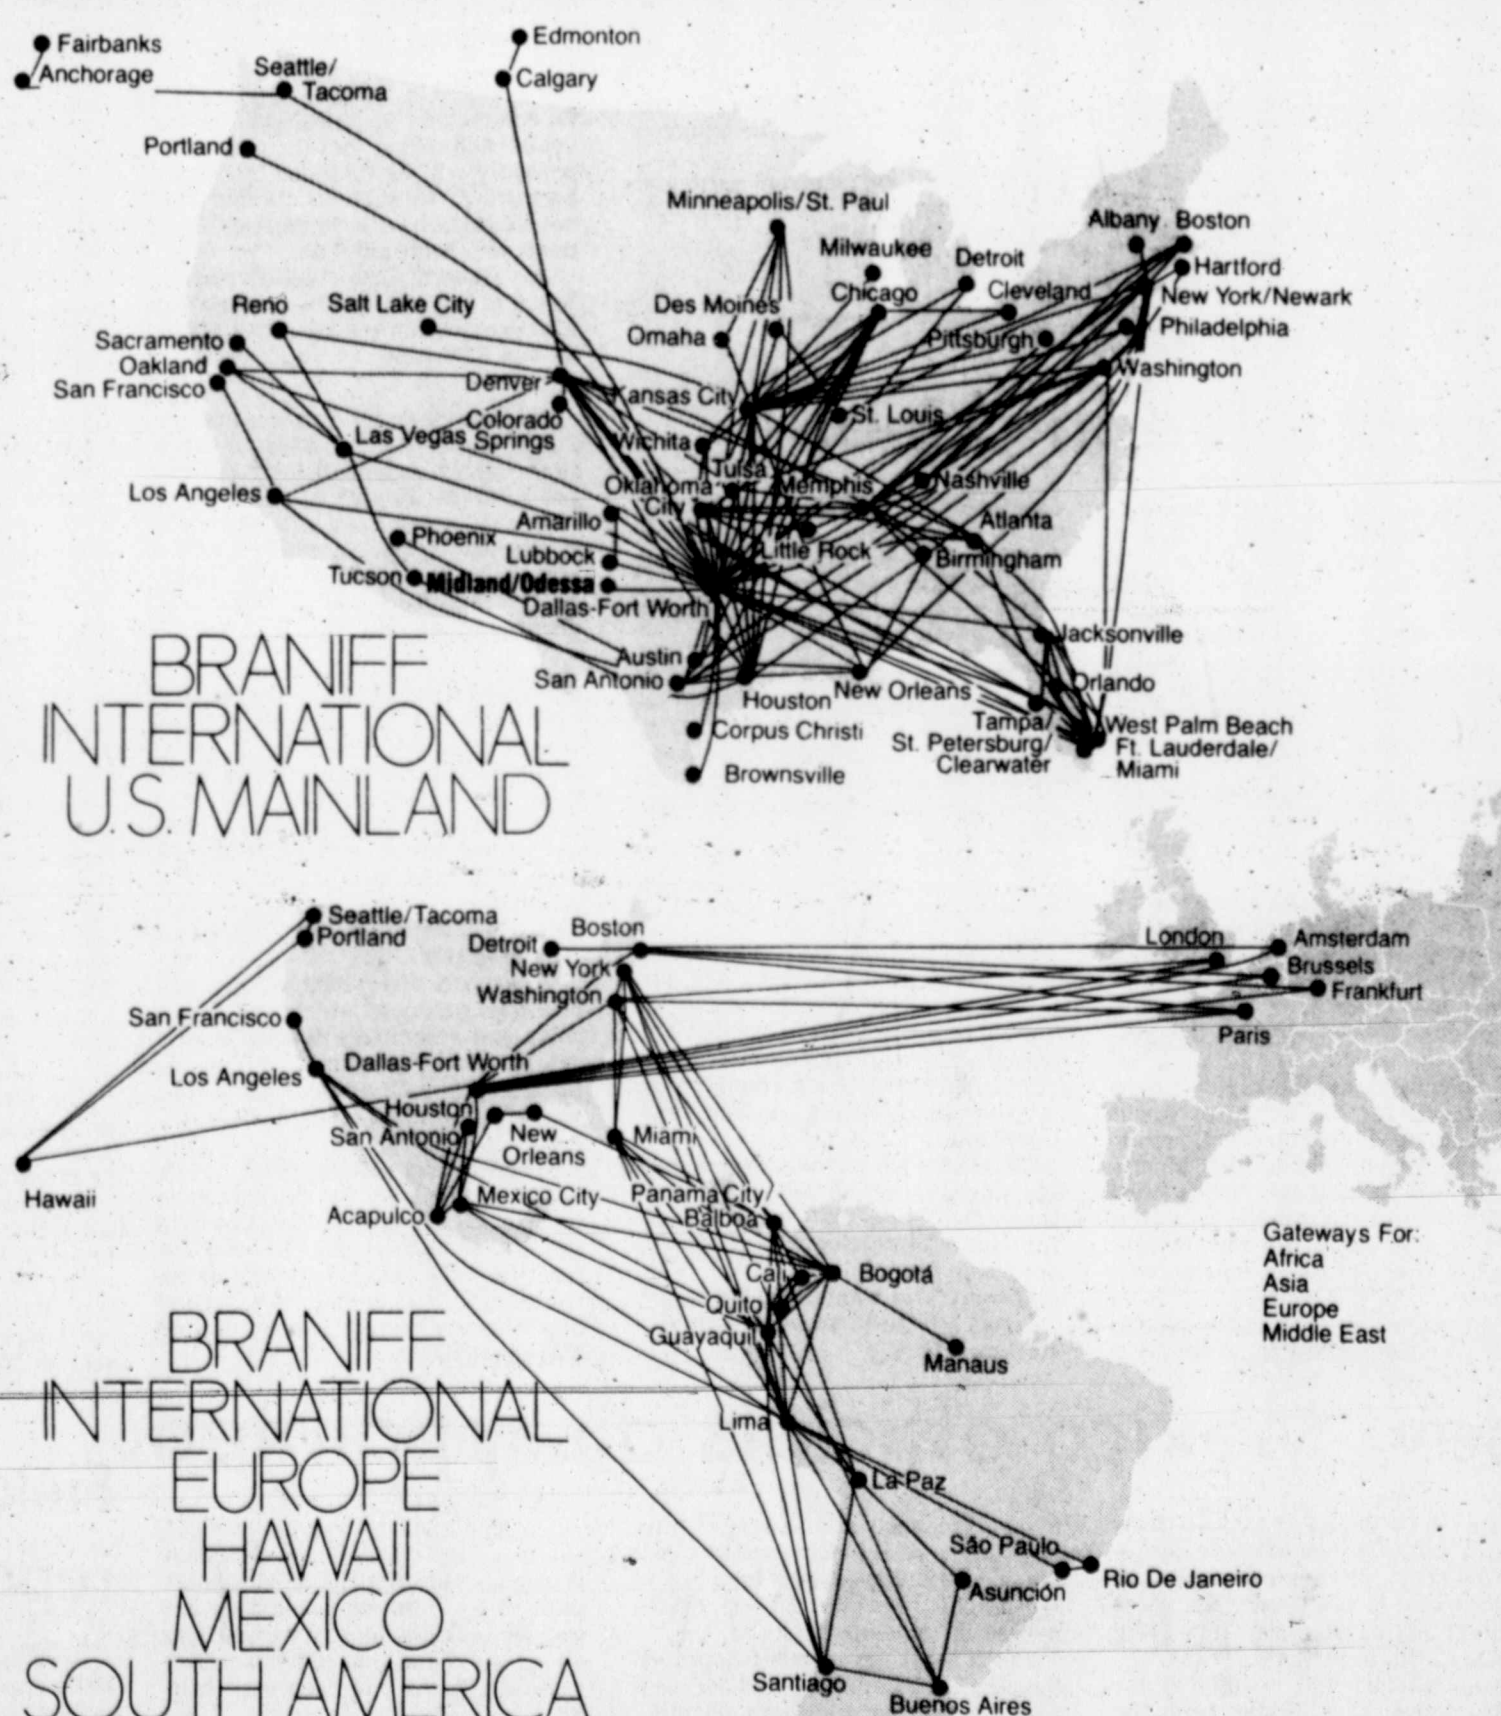 Fairbanks
Anchorage
Seattle/
Tacoma
Edmonton
Calgary
Portland
Minneapolis/St. Paul
Milwaukee
Detroit
Albany
Boston
Hartford
New York/Newark
Philadelphia
Washington
Cleveland
Chicago
Pittsburgh
Des Moines
Omaha
Reno
Salt Lake City
Sacramento
Oakland
San Francisco
Denver
Colorado
Springs
Kansas City
St. Louis
Las Vegas
Wichita
Tulsa
Oklahoma
City
Memphis
Nashville
Los Angeles
Amarillo
Phoenix
Lubbock
Little Rock
Atlanta
Birmingham
Tucson
Midland/Odessa
Dallas-Fort Worth
Jacksonville
Austin
San Antonio
Houston
New Orleans
Orlando
Tampa/
St. Petersburg/
Clearwater
West Palm Beach
Ft. Lauderdale/
Miami
Corpus Christi
Brownsville
BRANIFF
INTERNATIONAL
U.S. MAINLAND
Seattle/Tacoma
Portland
Detroit
Boston
New York
Washington
London
Amsterdam
Brussels
Frankfurt
Paris
San Francisco
Los Angeles
Dallas-Fort Worth
Houston
San Antonio
New
Orleans
Miami
Hawaii
Acapulco
Mexico City
Panama City/
Balboa
Cali
Bogotá
Quito
Guayaquil
Manaus
Lima
La Paz
São Paulo
Rio De Janeiro
Asunción
Santiago
Buenos Aires
Gateways For:
Africa
Asia
Europe
Middle East
BRANIFF
INTERNATIONAL
EUROPE
HAWAII
MEXICO
SOUTH AMERICA